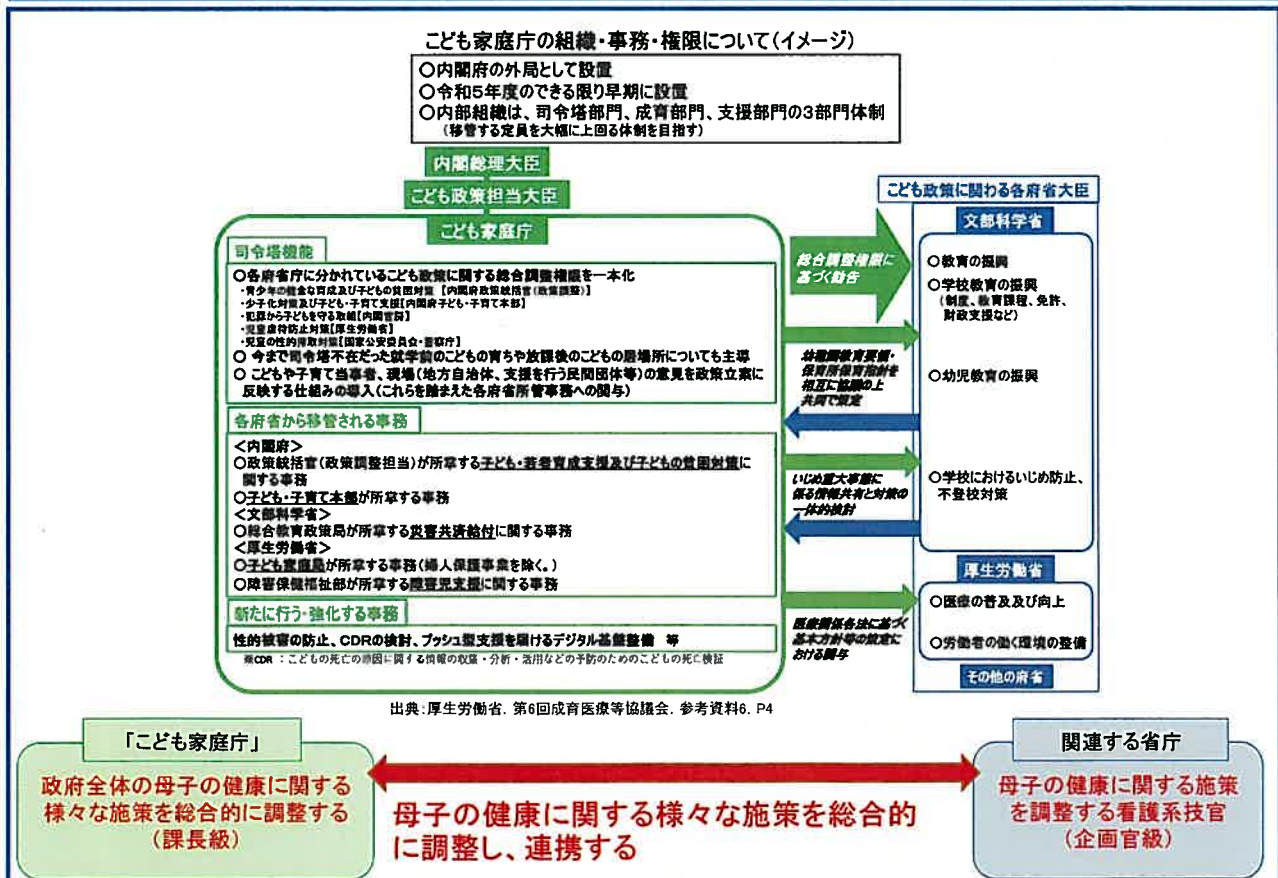 こども家庭庁の組織・事務・権限について(イメージ)
○内閣府の外局として設置
○令和5年度のできる限り早期に設置
○内部組織は、司令塔部門、成育部門、支援部門の3部門体制
(移管する定員を大幅に上回る体制を目指す)
内閣総理大臣
こども政策担当大臣
こども家庭庁
司令塔機能
○各府省庁に分かれているこども政策に関する総合調整権限を一本化
・青少年の健全な育成及び子どもの貧困対策 【内閣府政策統括官(政策調整)】
・少子化対策及び子ども・子育て支援【内閣府子ども・子育て本部】
・犯罪から子どもを守る取組【内閣官房】
・児童虐待防止対策【厚生労働省】
・児童の性的搾取対策【国家公安委員会・警察庁】
○ 今まで司令塔不在だった就学前のこどもの育ちや放課後のこどもの居場所についても主導
○ こどもや子育て当事者、現場(地方自治体、支援を行う民間団体等)の意見を政策立案に
反映する仕組みの導入(これらを踏まえた各府省所管事務への関与)
各府省から移管される事務
<内閣府>
○政策統括官(政策調整担当)が所掌する子ども・若者育成支援及び子どもの貧困対策に
関する事務
○子ども・子育て本部が所掌する事務
<文部科学省>
○総合教育政策局が所掌する災害共済給付に関する事務
<厚生労働省>
○子ども家庭局が所掌する事務(婦人保護事業を除く。)
○障害保健福祉部が所掌する障害児支援に関する事務
新たに行う・強化する事務
性的被害の防止、CDRの検討、プッシュ型支援を届けるデジタル基盤整備 等
※CDR : こどもの死亡の原因に関する情報の収集・分析・活用などの予防のためのこどもの死亡検証
総合調整権限に
基づく勧告
幼稚園教育要領・
保育所保育指針を
相互に協議の上
共同で策定
いじめ重大事態に
係る情報共有と対策の
一体的検討
医療関係各法に基づく
基本方針等の策定に
おける関与
こども政策に関わる各府省大臣
文部科学省
○教育の振興
○学校教育の振興
(制度、教育課程、免許、
財政支援など)
○幼児教育の振興
○学校におけるいじめ防止、
不登校対策
厚生労働省
○医療の普及及び向上
○労働者の働く環境の整備
その他の府省
出典:厚生労働省. 第6回成育医療等協議会. 参考資料6. P4
「こども家庭庁」
政府全体の母子の健康に関する
様々な施策を総合的に調整する
(課長級)
母子の健康に関する様々な施策を総合的
に調整し、連携する
関連する省庁
母子の健康に関する施策
を調整する看護系技官
(企画官級)